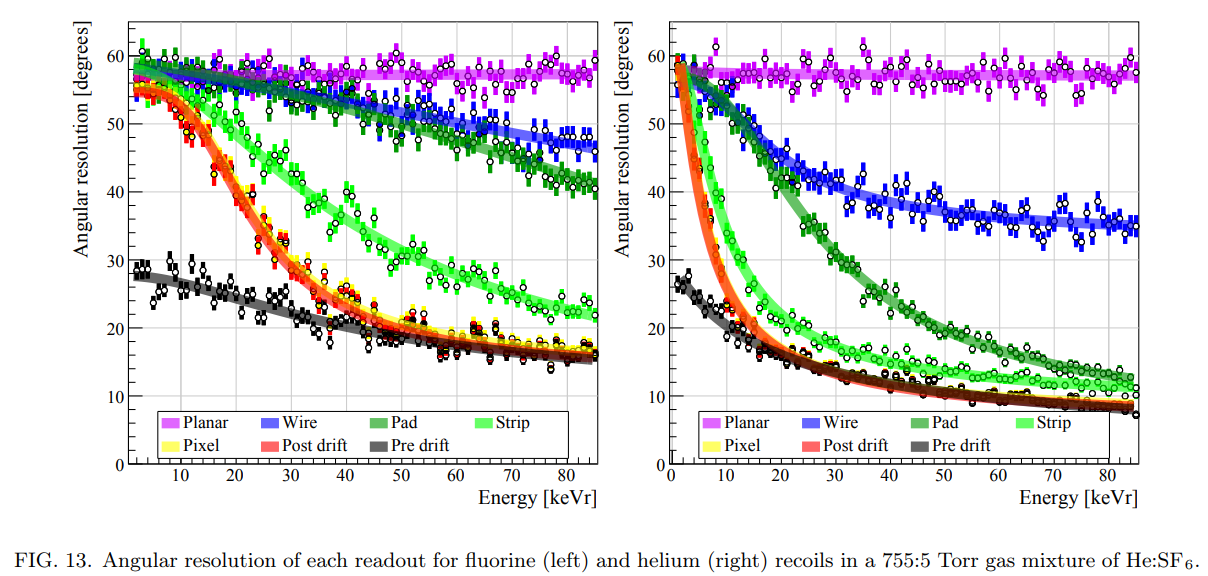 Angular resolution [degrees]
60
50
40
30
20
10
0
Planar Wire Pad Strip
Pixel Post drift Pre drift
10 20 30 40 50 60 70 80
Energy [keVr]
Angular resolution [degrees]
60
50
40
30
20
10
0
Planar Wire Pad Strip
Pixel Post drift Pre drift
0 10 20 30 40 50 60 70 80
Energy [keVr]
FIG. 13. Angular resolution of each readout for fluorine (left) and helium (right) recoils in a 755:5 Torr gas mixture of He:SF₆.